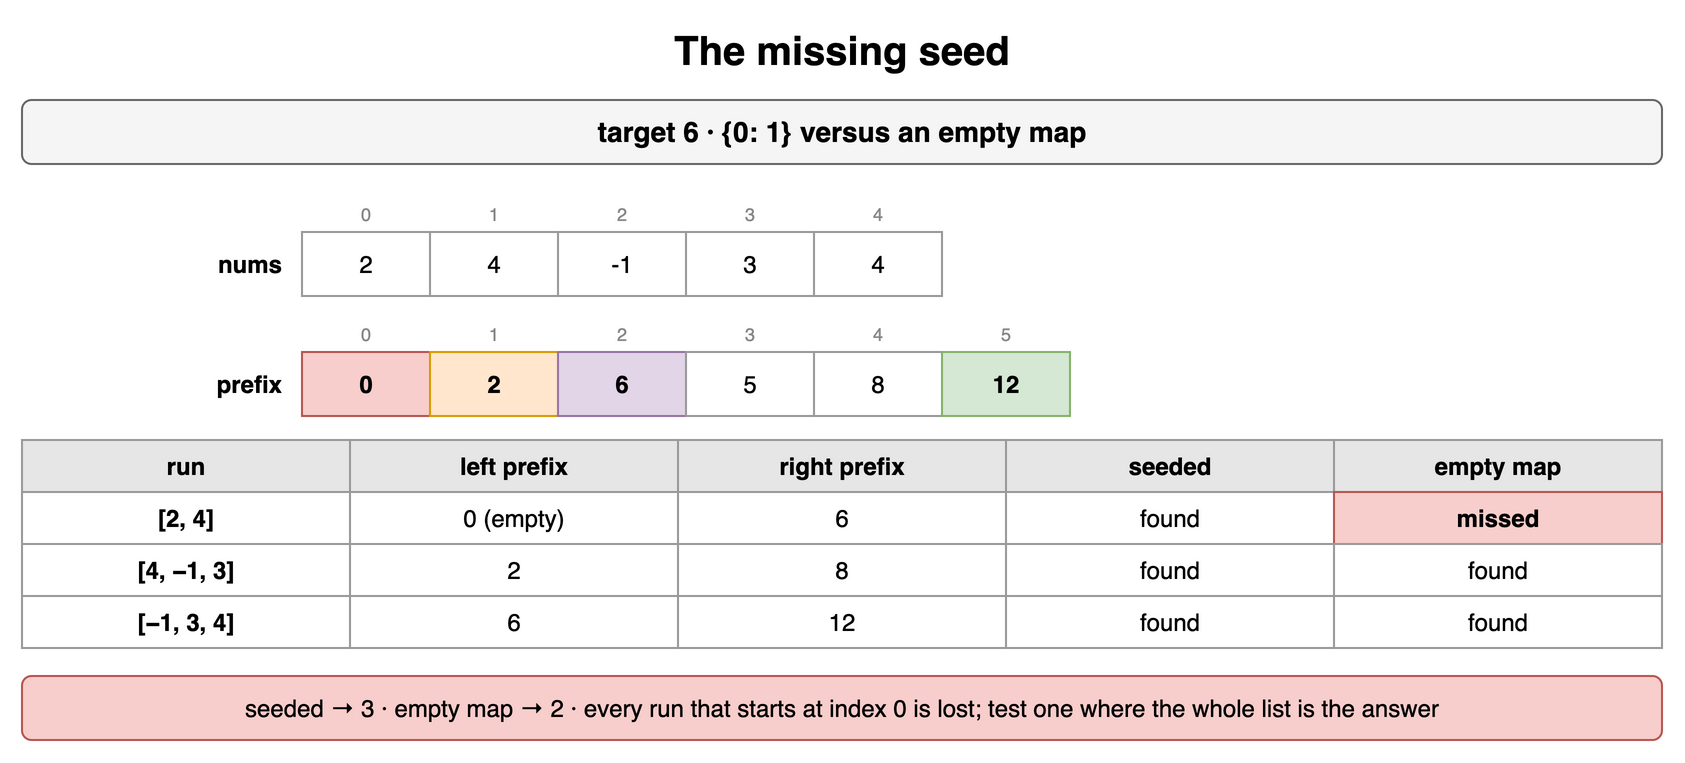 The missing seed
target 6 · {0: 1} versus an empty map
0 1 2 3 4
nums 2 4 -1 3 4
0 1 2 3 4 5
prefix 0 2 6 5 8 12
run left prefix right prefix seeded empty map
[2, 4] 0 (empty) 6 found missed
[4, −1, 3] 2 8 found found
[−1, 3, 4] 6 12 found found
seeded → 3 · empty map → 2 · every run that starts at index 0 is lost; test one where the whole list is the answer